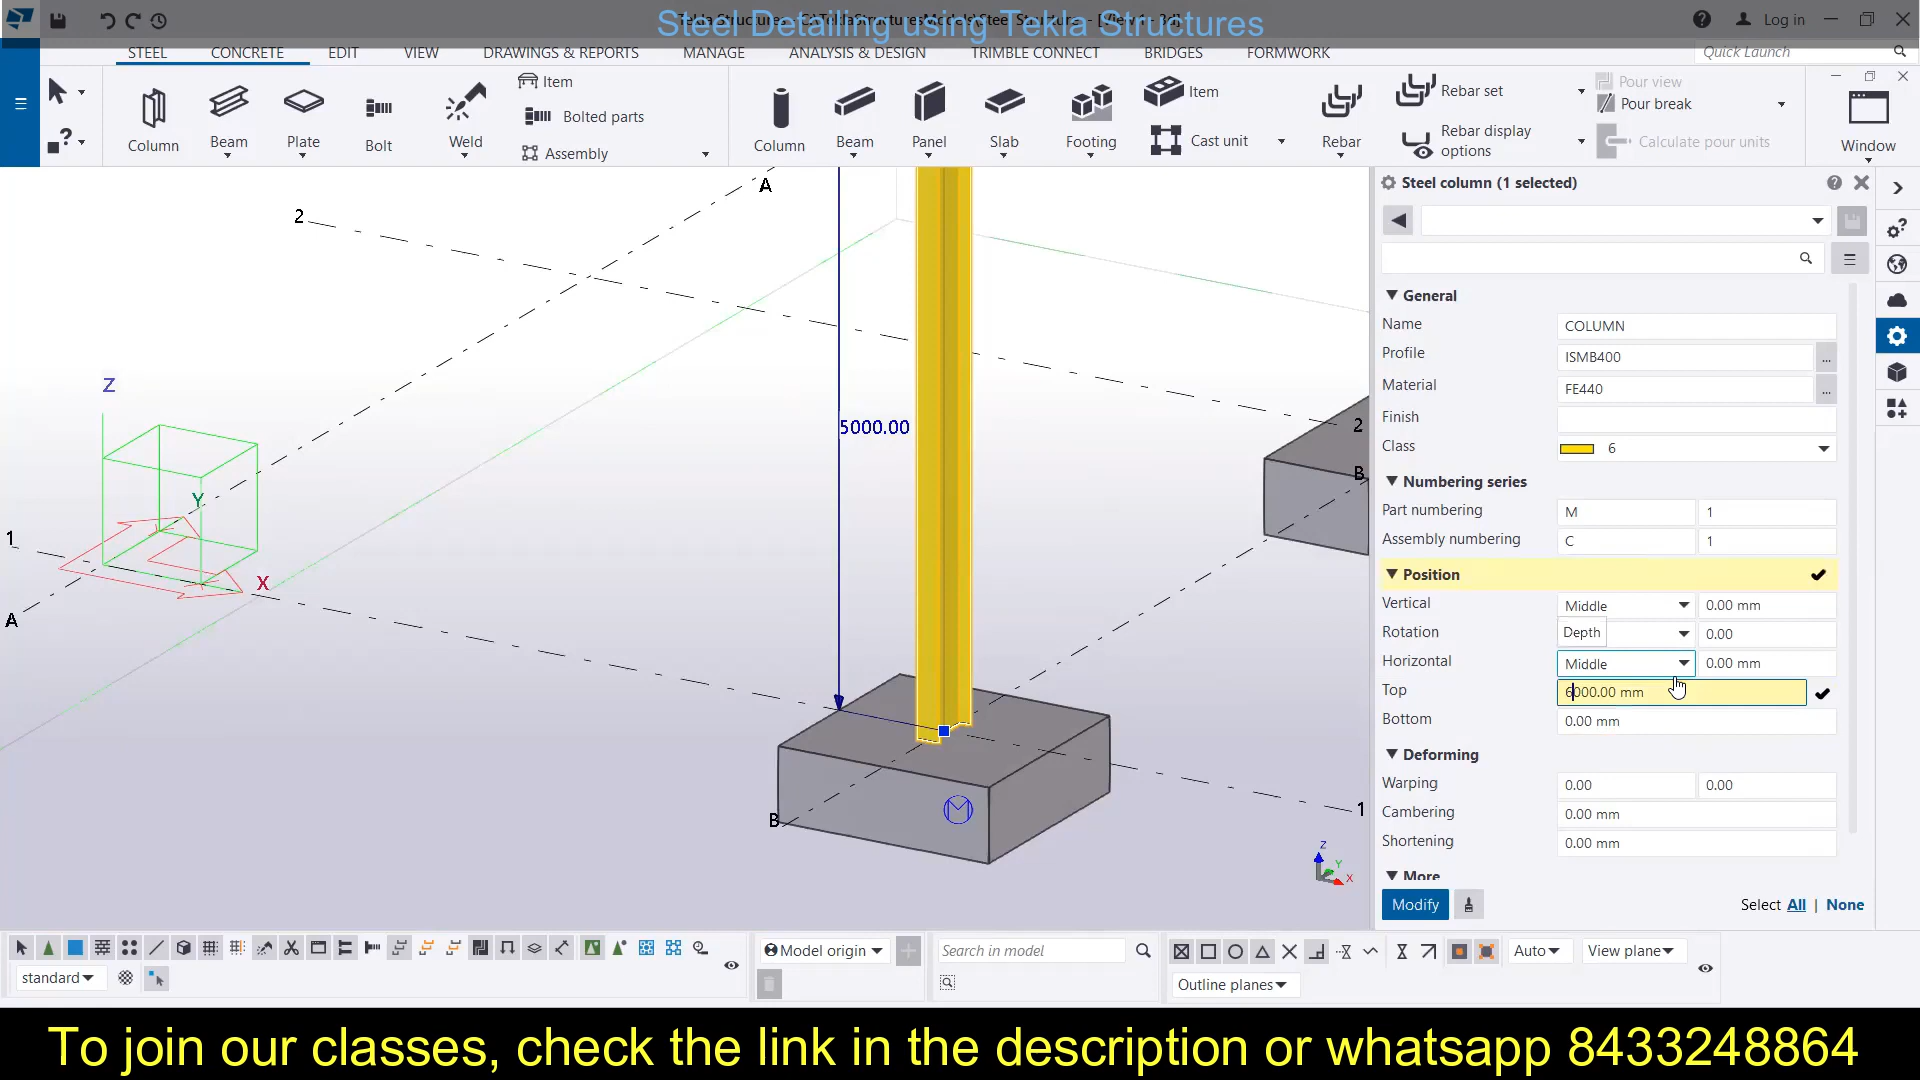 Steel Detailing using Tekla Structures
Log in
STEEL CONCRETE EDIT VIEW DRAWINGS & REPORTS MANAGE ANALYSIS & DESIGN TRIMBLE CONNECT BRIDGES FORMWORK Quick Launch
Column Beam Plate Bolt Weld Item Bolted parts Assembly
Column Beam Panel Slab Footing Item Cast unit Rebar Rebar set Rebar display options
Pour view
Pour break
Calculate pour units
Window
Steel column (1 selected)
General
Name COLUMN
Profile ISMB400 ...
Material FE440 ...
Finish
Class 6
Numbering series
Part numbering M 1
Assembly numbering C 1
Position
Vertical Middle 0.00 mm
Rotation Depth 0.00
Horizontal Middle 0.00 mm
Top 6000.00 mm
Bottom 0.00 mm
Deforming
Warping 0.00 0.00
Cambering 0.00 mm
Shortening 0.00 mm
More
Modify Select All | None
A
2
Z
5000.00
2
B
Y
1
X
A
B
M
1
Z
Y
X
standard
Model origin
Search in model
Auto
View plane
Outline planes
To join our classes, check the link in the description or whatsapp 8433248864